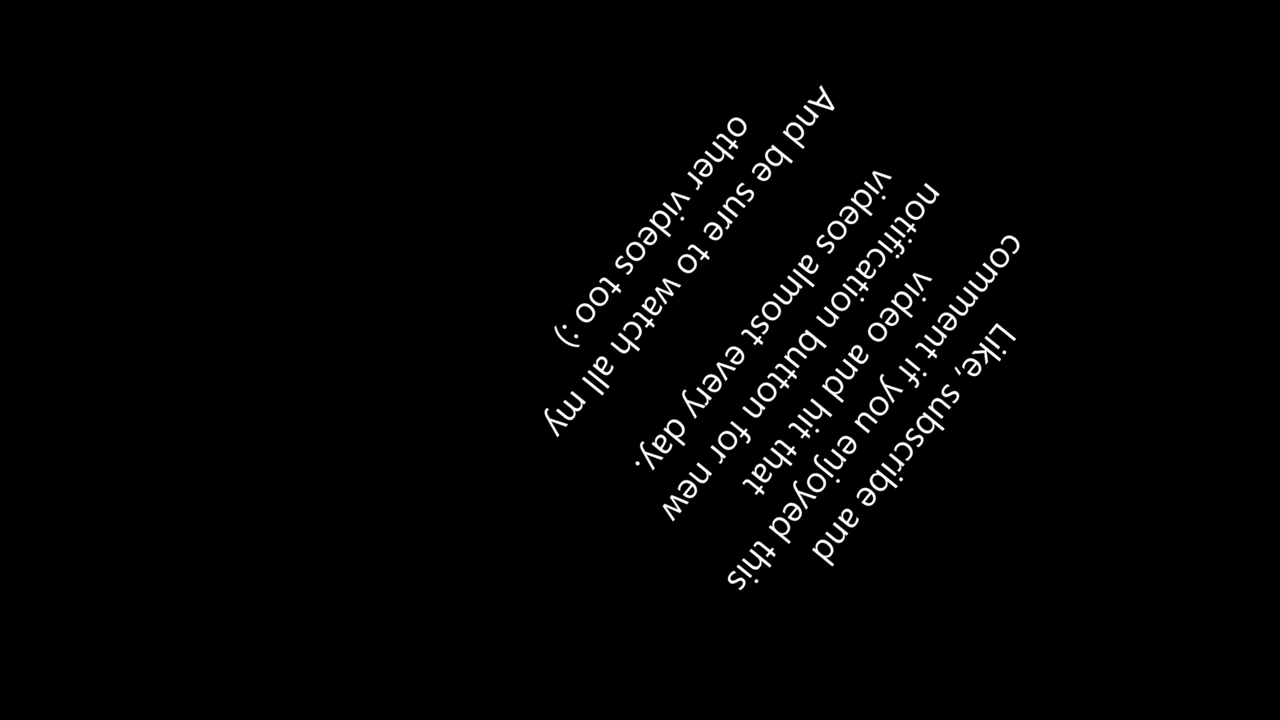 Like, subscribe and
comment if you enjoyed this
video and hit that
notification button for new
videos almost every day.
And be sure to watch all my
other videos too :)